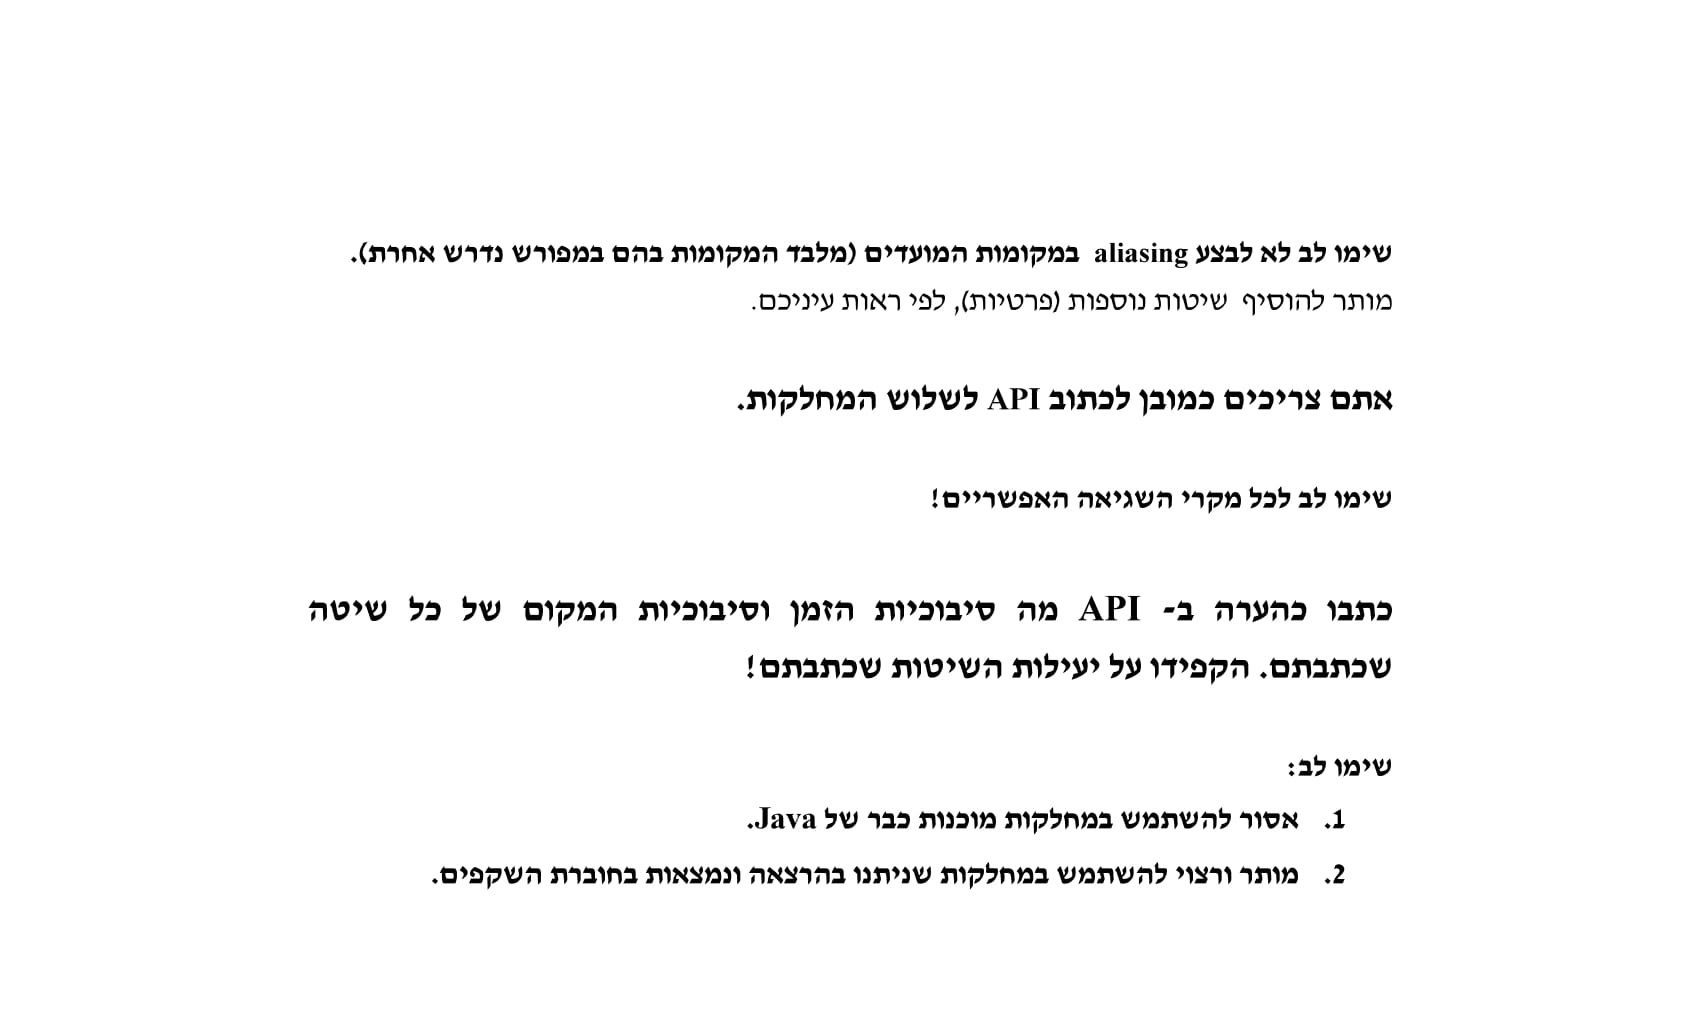 שימו לב לא לבצע aliasing במקומות המועדים (מלבד המקומות בהם במפורש נדרש אחרת).
מותר להוסיף שיטות נוספות (פרטיות), לפי ראות עיניכם.
אתם צריכים כמובן לכתוב API לשלוש המחלקות.
שימו לב לכל מקרי השגיאה האפשריים!
כתבו כהערה ב- API מה סיבוכיות הזמן וסיבוכיות המקום של כל שיטה
שכתבתם. הקפידו על יעילות השיטות שכתבתם!
שימו לב:
1. אסור להשתמש במחלקות מוכנות כבר של Java.
2. מותר ורצוי להשתמש במחלקות שניתנו בהרצאה ונמצאות בחוברת השקפים.